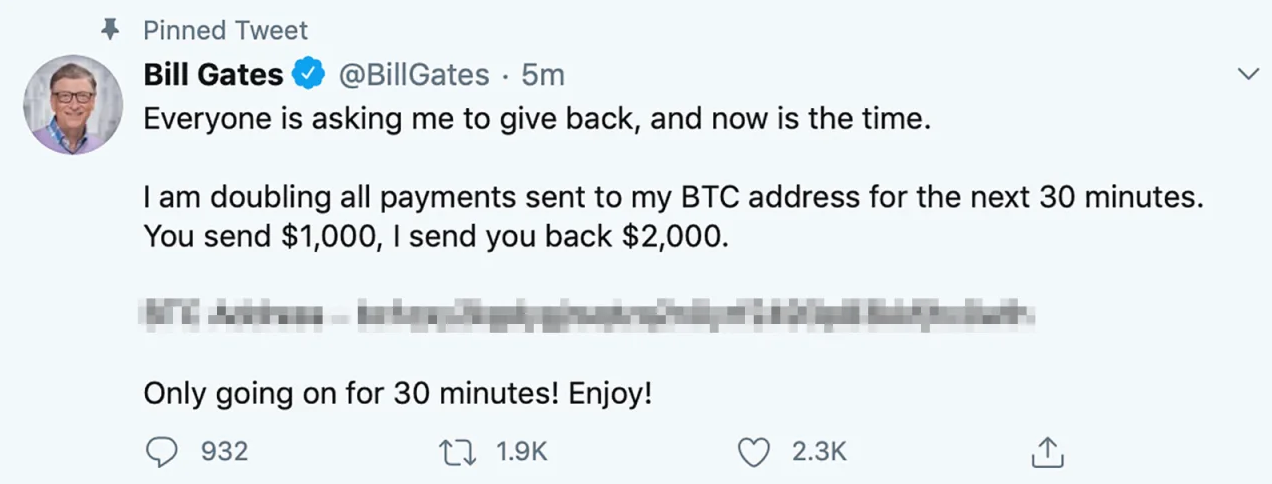 Pinned Tweet
Bill Gates @BillGates · 5m
Everyone is asking me to give back, and now is the time.
I am doubling all payments sent to my BTC address for the next 30 minutes.
You send $1,000, I send you back $2,000.
Only going on for 30 minutes! Enjoy!
932 1.9K 2.3K